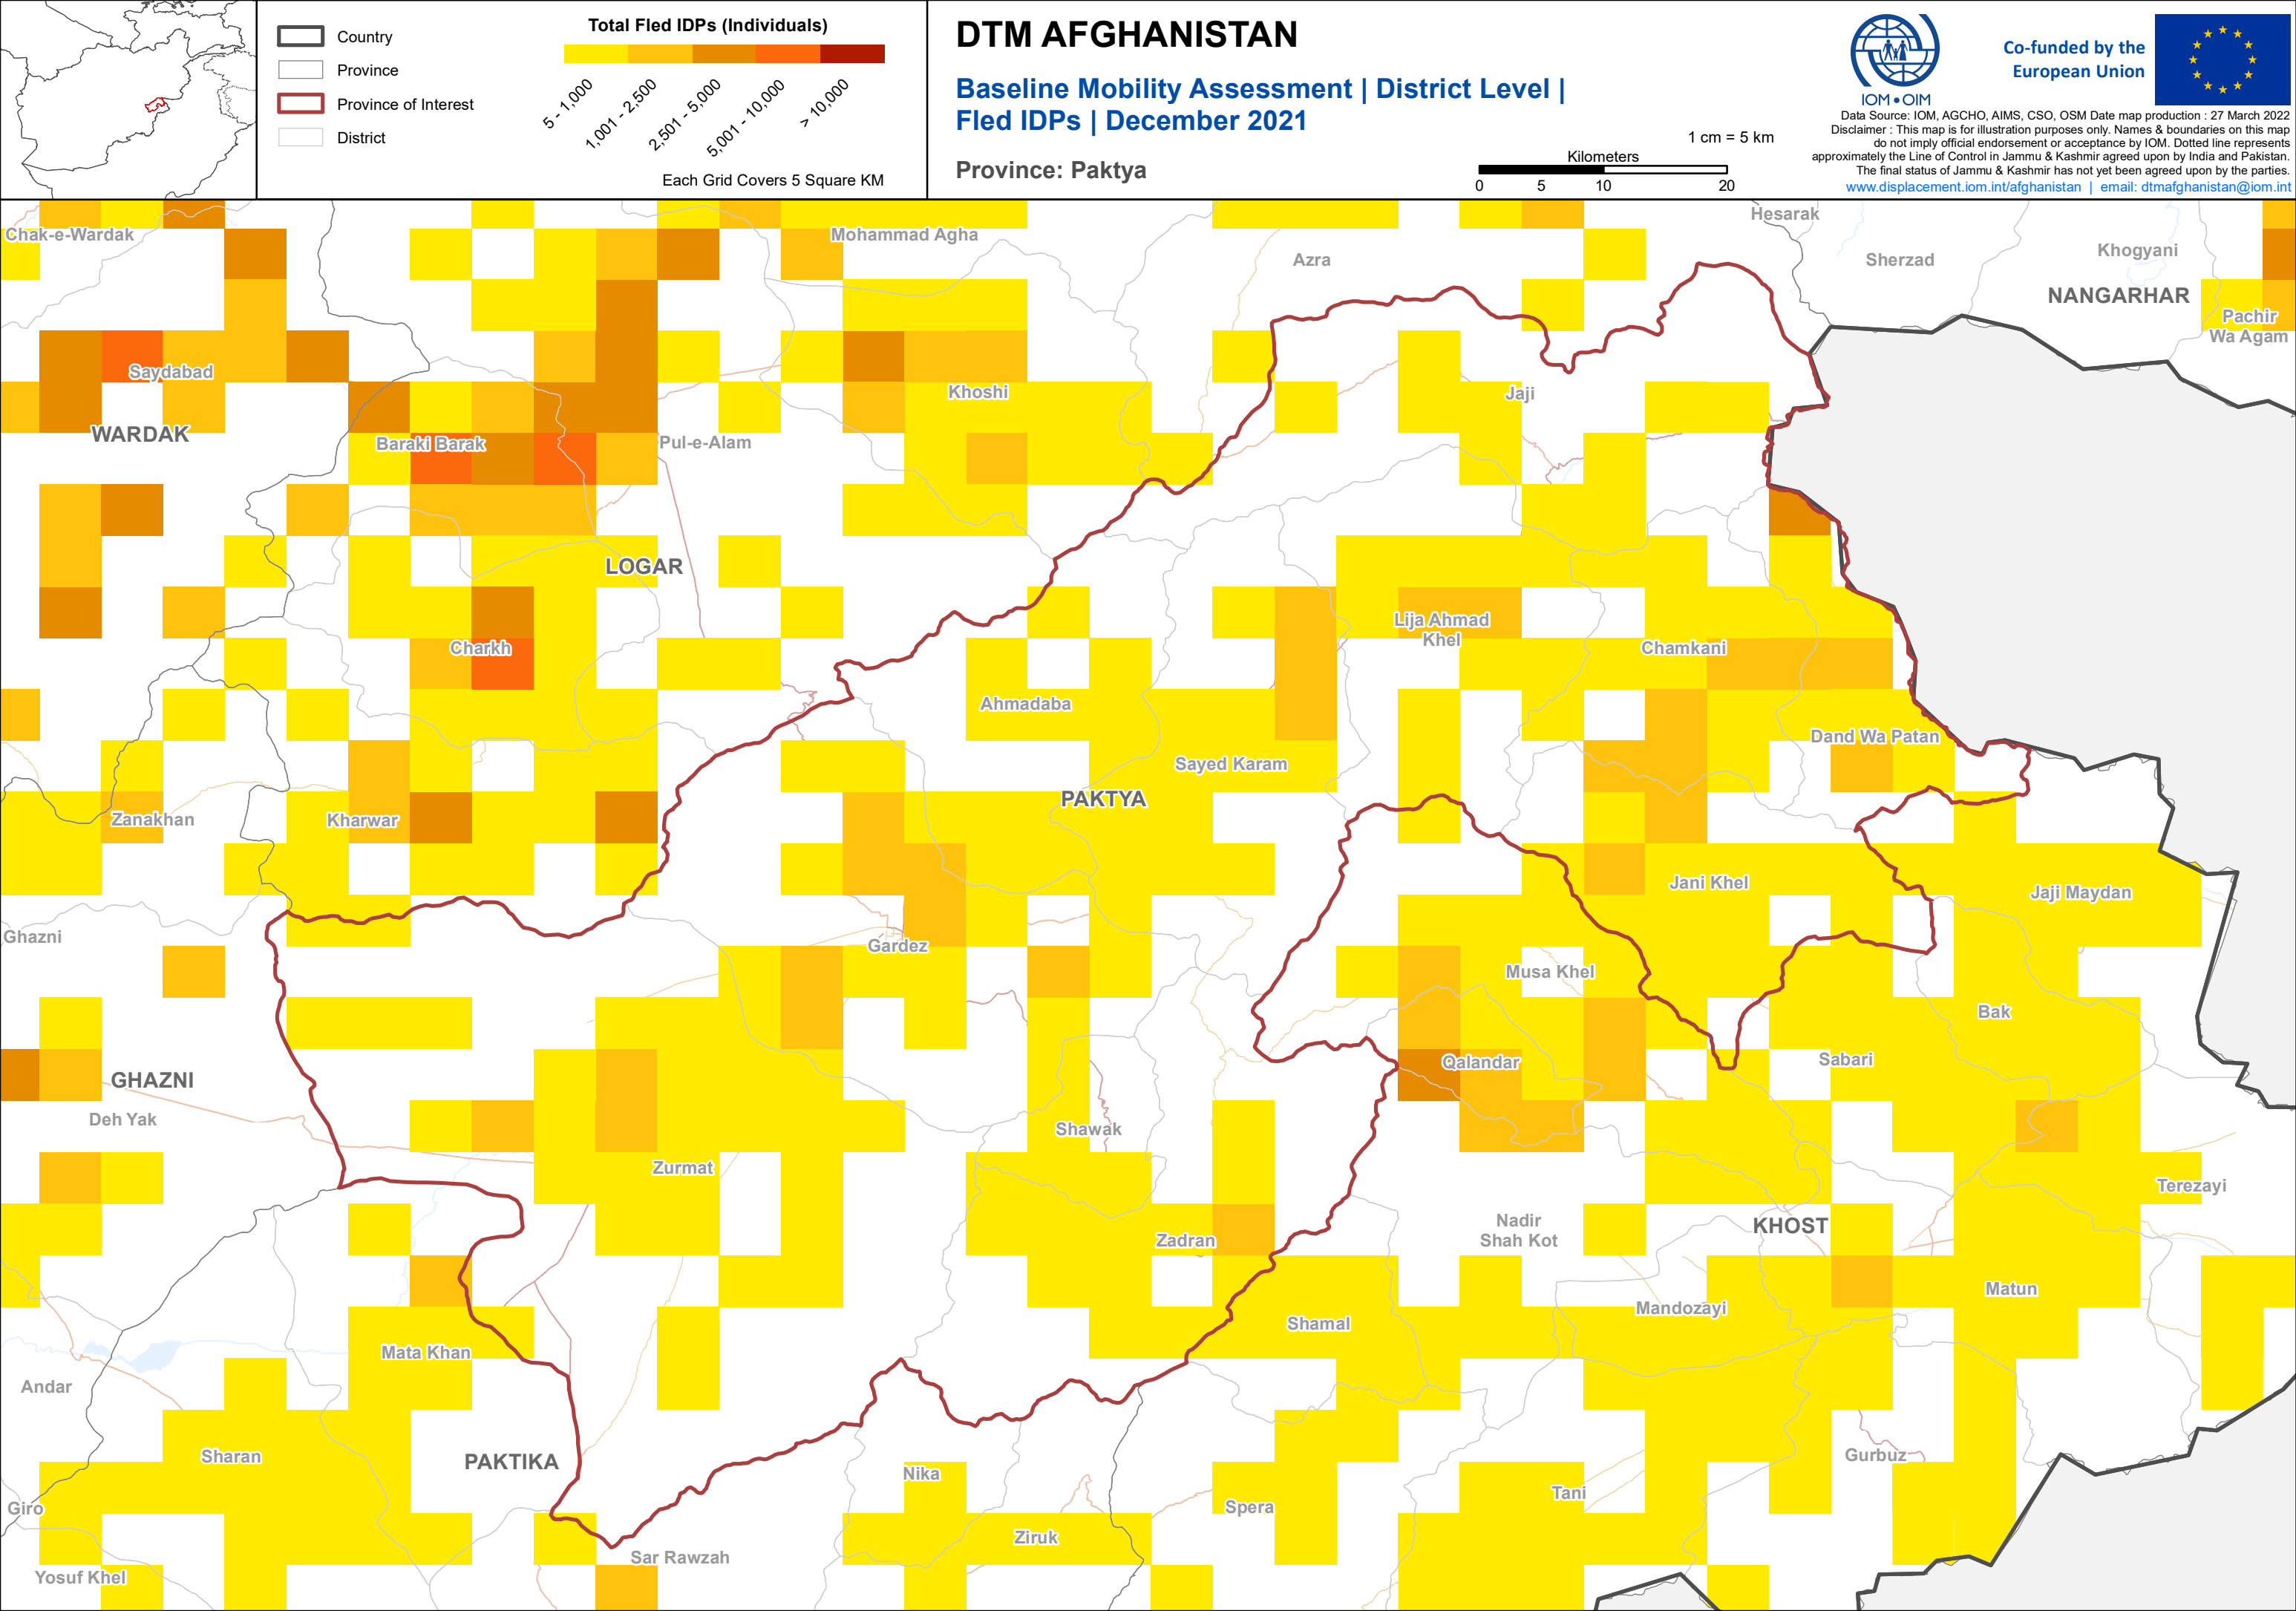 Country
Province
Province of Interest
District
Total Fled IDPs (Individuals)
5 - 1,000
1,001 - 2,500
2,501 - 5,000
5,001 - 10,000
> 10,000
Each Grid Covers 5 Square KM
DTM AFGHANISTAN
Baseline Mobility Assessment | District Level |
Fled IDPs | December 2021
Province: Paktya
1 cm = 5 km
Kilometers
0 5 10 20
IOM • OIM
Co-funded by the
European Union
Data Source: IOM, AGCHO, AIMS, CSO, OSM Date map production : 27 March 2022
Disclaimer : This map is for illustration purposes only. Names & boundaries on this map
do not imply official endorsement or acceptance by IOM. Dotted line represents
approximately the Line of Control in Jammu & Kashmir agreed upon by India and Pakistan.
The final status of Jammu & Kashmir has not yet been agreed upon by the parties.
www.displacement.iom.int/afghanistan | email: dtmafghanistan@iom.int
Hesarak
Chak-e-Wardak
Mohammad Agha
Azra
Sherzad
Khogyani
NANGARHAR
Pachir
Wa Agam
Saydabad
Khoshi
Jaji
WARDAK
Baraki Barak
Pul-e-Alam
LOGAR
Lija Ahmad
Khel
Charkh
Chamkani
Ahmadaba
Dand Wa Patan
Sayed Karam
PAKTYA
Zanakhan
Kharwar
Jani Khel
Jaji Maydan
Ghazni
Gardez
Musa Khel
Bak
Qalandar
Sabari
GHAZNI
Deh Yak
Shawak
Zurmat
Terezayi
Nadir
Shah Kot
KHOST
Zadran
Matun
Mandozayi
Shamal
Mata Khan
Andar
Sharan
PAKTIKA
Gurbuz
Nika
Tani
Giro
Spera
Ziruk
Sar Rawzah
Yosuf Khel